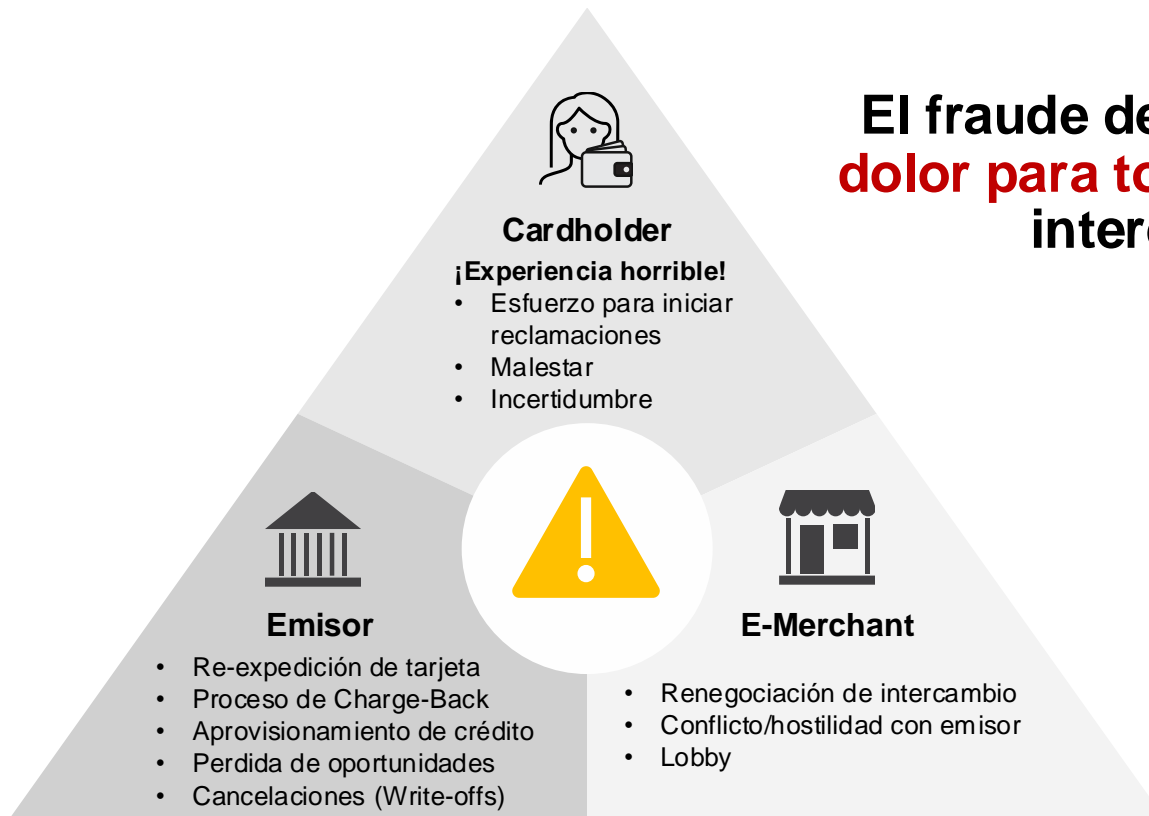 El fraude de
dolor para to
inter
Cardholder
¡Experiencia horrible!
• Esfuerzo para iniciar
reclamaciones
• Malestar
• Incertidumbre
Emisor
• Re-expedición de tarjeta
• Proceso de Charge-Back
• Aprovisionamiento de crédito
• Perdida de oportunidades
• Cancelaciones (Write-offs)
E-Merchant
• Renegociación de intercambio
• Conflicto/hostilidad con emisor
• Lobby